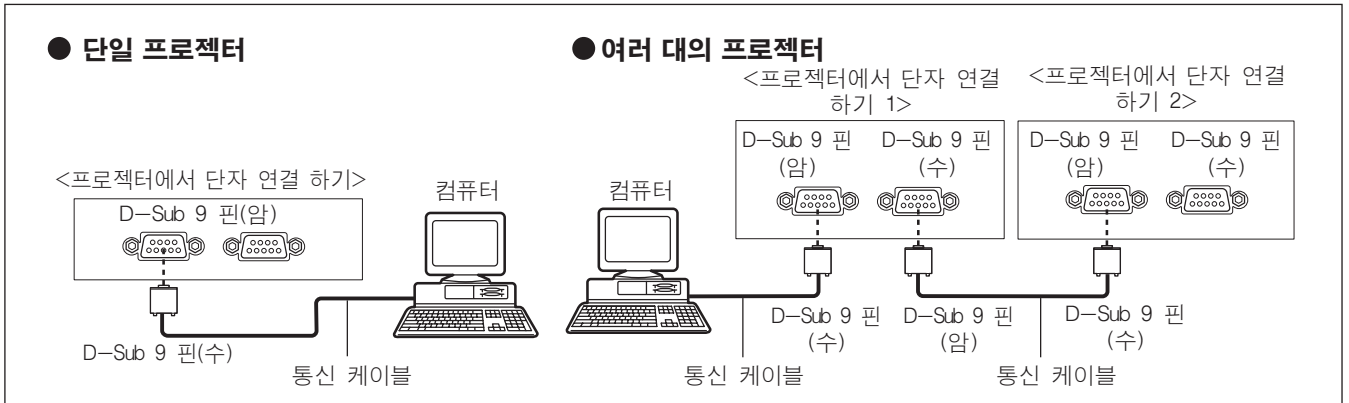 ● 단일 프로젝터
<프로젝터에서 단자 연결 하기>
D-Sub 9 핀(암)
컴퓨터
D-Sub 9 핀(수)
통신 케이블
● 여러 대의 프로젝터
<프로젝터에서 단자 연결
하기 1>
D-Sub 9 핀
(암)
D-Sub 9 핀
(수)
<프로젝터에서 단자 연결
하기 2>
D-Sub 9 핀
(암)
D-Sub 9 핀
(수)
컴퓨터
D-Sub 9 핀
(수)
D-Sub 9 핀
(암)
D-Sub 9 핀
(수)
통신 케이블
통신 케이블